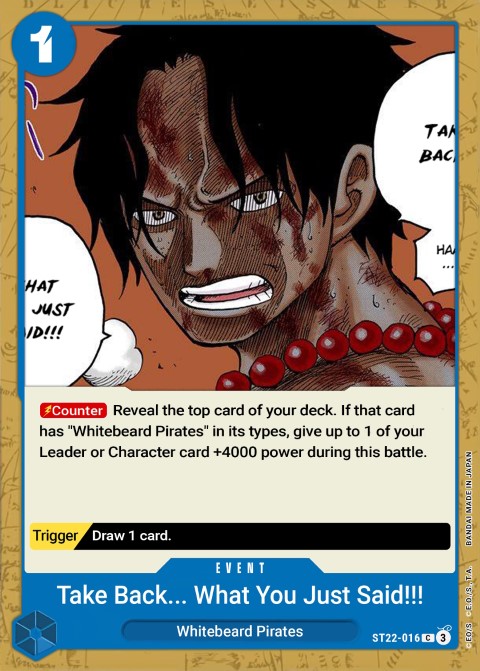 1
TAK
BAC
HA
...
HAT
JUST
ID!!!
⚡Counter Reveal the top card of your deck. If that card
has "Whitebeard Pirates" in its types, give up to 1 of your
Leader or Character card +4000 power during this battle.
Trigger Draw 1 card.
EVENT
Take Back... What You Just Said!!!
Whitebeard Pirates
ST22-016 C 3
BANDAI MADE IN JAPAN